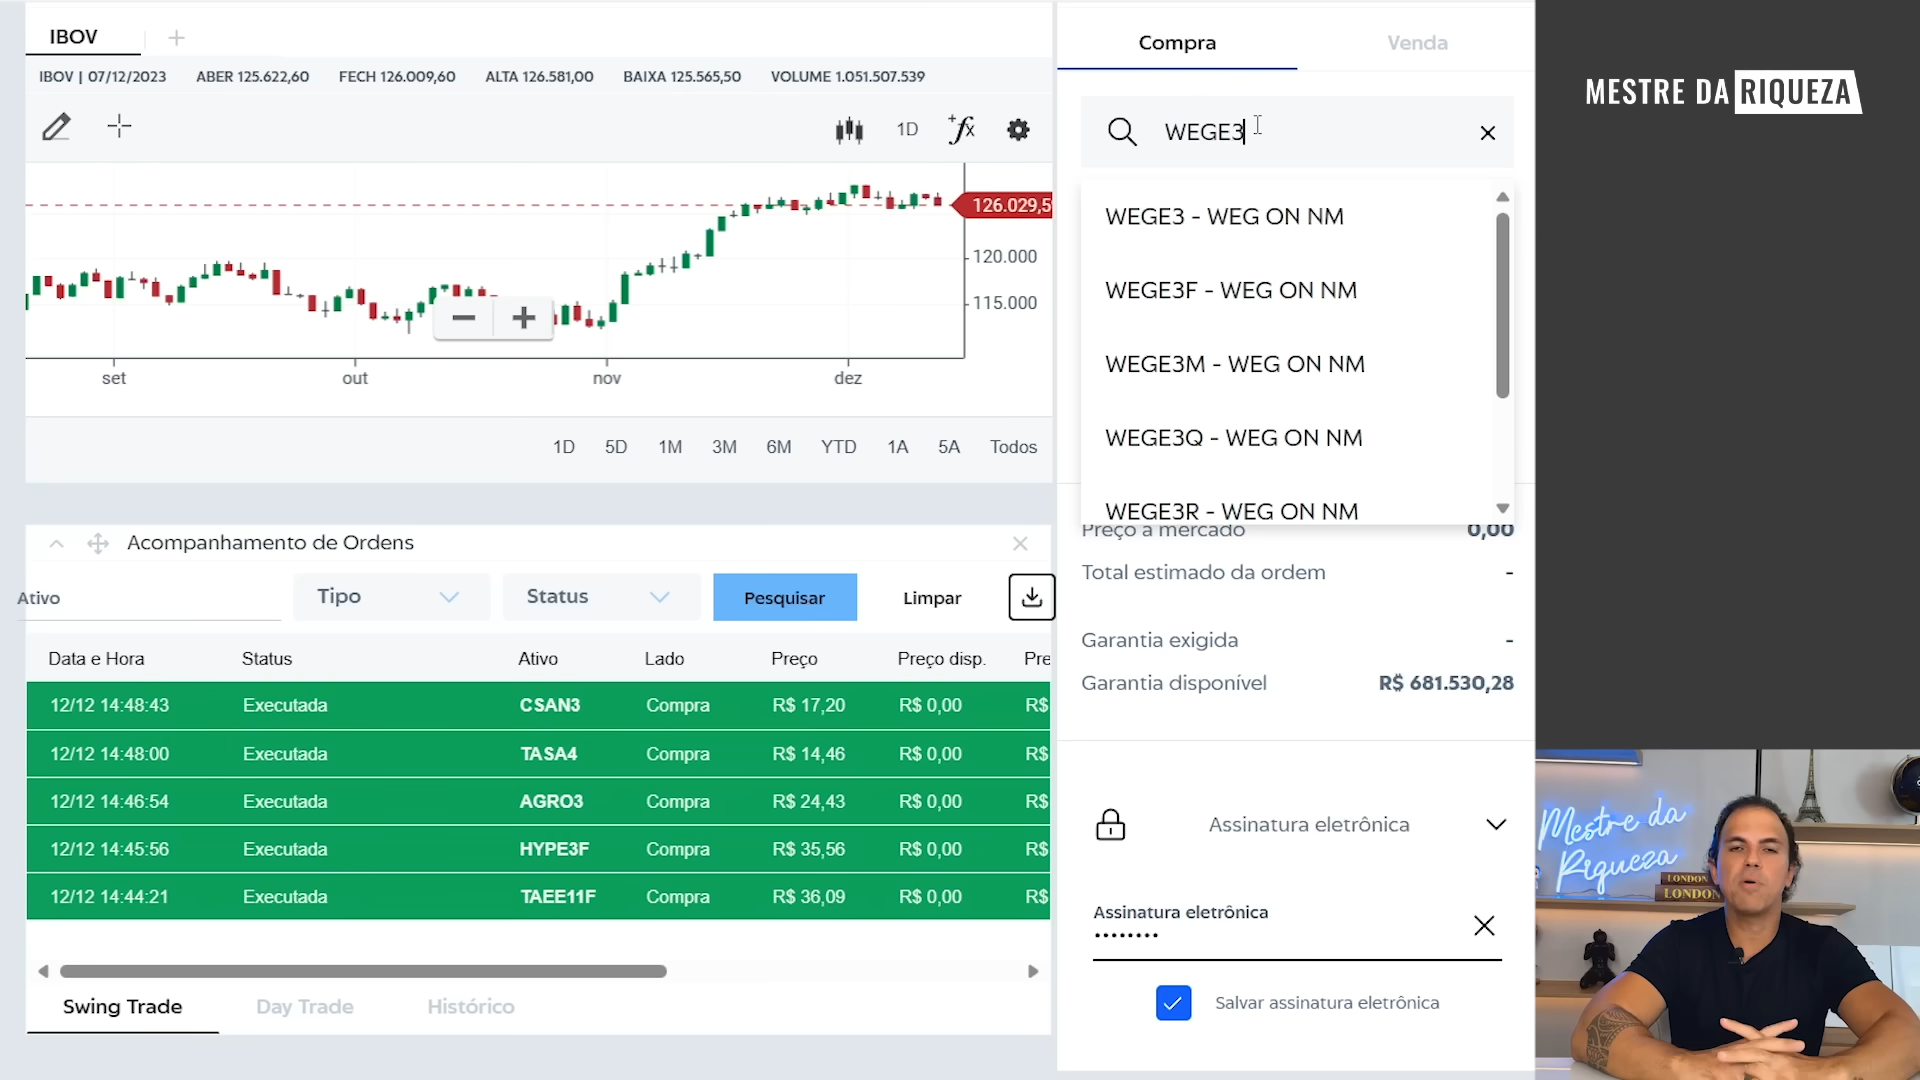 IBOV
IBOV | 07/12/2023 ABER 125.622,60 FECH 126.009,60 ALTA 126.581,00 BAIXA 125.565,50 VOLUME 1.051.507.539
1D
126.029,5
120.000
115.000
set out nov dez
1D 5D 1M 3M 6M YTD 1A 5A Todos
Acompanhamento de Ordens
Ativo Tipo Status Pesquisar Limpar
Data e Hora Status Ativo Lado Preço Preço disp. Pre
12/12 14:48:43 Executada CSAN3 Compra R$ 17,20 R$ 0,00 R$
12/12 14:48:00 Executada TASA4 Compra R$ 14,46 R$ 0,00 R$
12/12 14:46:54 Executada AGRO3 Compra R$ 24,43 R$ 0,00 R$
12/12 14:45:56 Executada HYPE3F Compra R$ 35,56 R$ 0,00 R$
12/12 14:44:21 Executada TAEE11F Compra R$ 36,09 R$ 0,00 R$
Swing Trade Day Trade Histórico
Compra Venda
WEGE3
WEGE3 - WEG ON NM
WEGE3F - WEG ON NM
WEGE3M - WEG ON NM
WEGE3Q - WEG ON NM
WEGE3R - WEG ON NM
Preço a mercado 0,00
Total estimado da ordem -
Garantia exigida -
Garantia disponível R$ 681.530,28
Assinatura eletrônica
Assinatura eletrônica
••••••••
Salvar assinatura eletrônica
MESTRE DA RIQUEZA
Mestre da
Riqueza
LONDON
LONDON